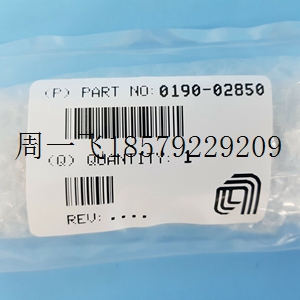 (P) PART NO:0190-02850
周一飞18579229209
(Q) QUANTITY: 1
REV: ....